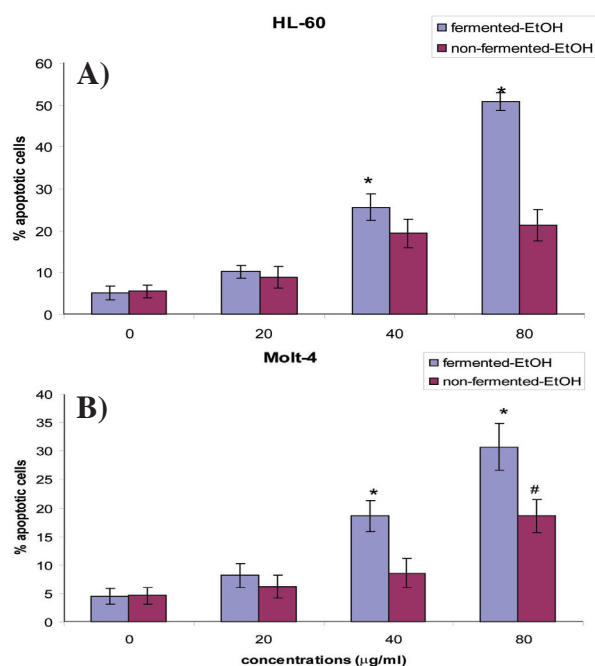 HL-60
fermented-EtOH
non-fermented-EtOH
A)
% apoptotic cells
60
50
40
30
20
10
0
*
*
0 20 40 80
Molt-4
fermented-EtOH
non-fermented-EtOH
B)
% apoptotic cells
40
35
30
25
20
15
10
5
0
*
*
#
0 20 40 80
concentrations (µg/ml)